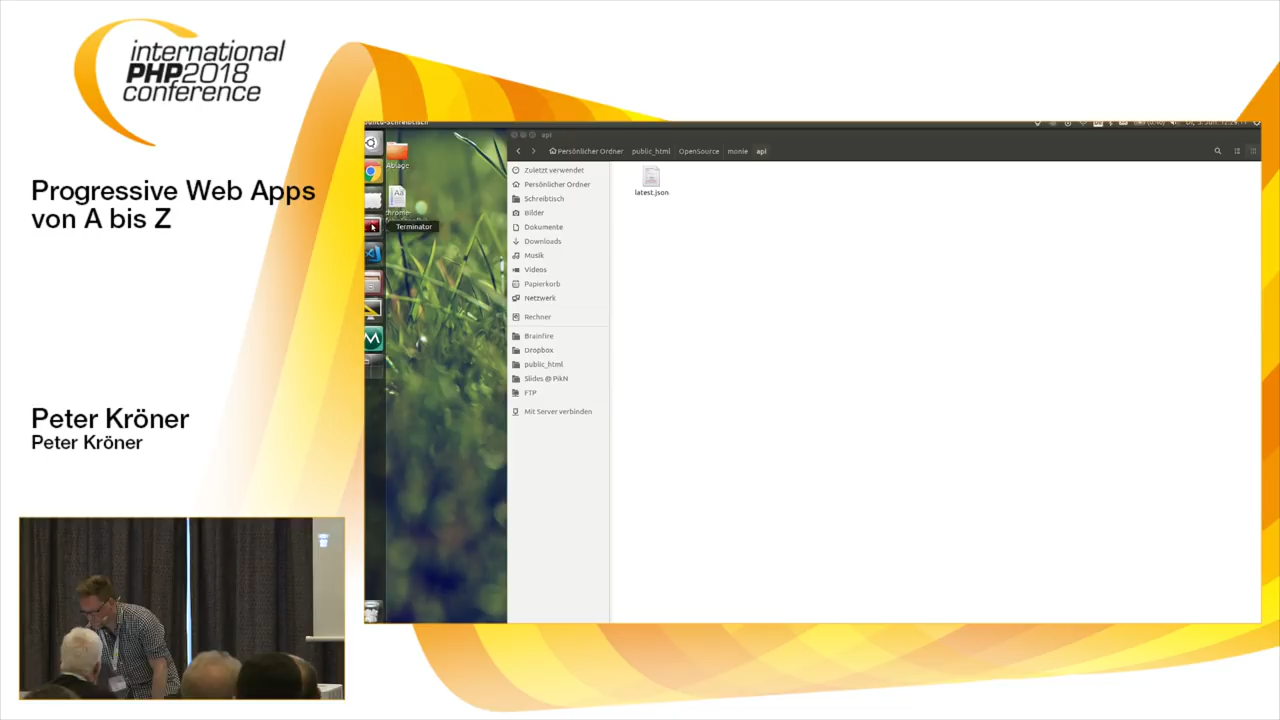 international
PHP2018
conference
Progressive Web Apps
von A bis Z
Peter Kröner
Peter Kröner
Ablage
Terminator
api
Persönlicher Ordner public_html OpenSource monie api
Zuletzt verwendet
Persönlicher Ordner
Schreibtisch
Bilder
Dokumente
Downloads
Musik
Videos
Papierkorb
Netzwerk
Rechner
Brainfire
Dropbox
public_html
Slides @ PikN
FTP
Mit Server verbinden
latest.json